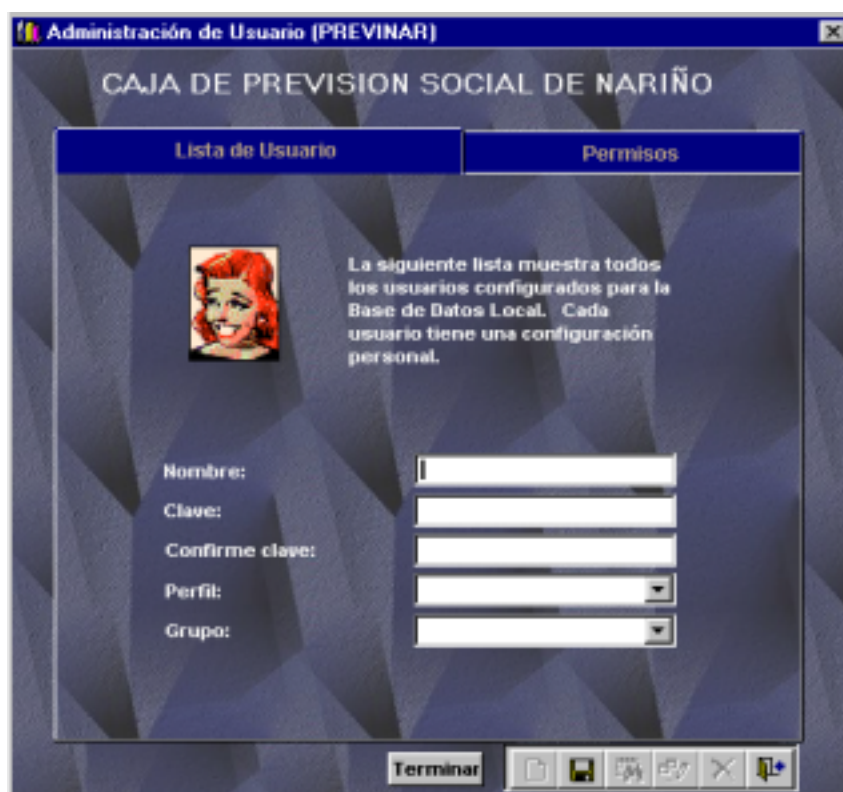 Administración de Usuario (PREVINAR)
CAJA DE PREVISION SOCIAL DE NARIÑO
Lista de Usuario
Permisos
La siguiente lista muestra todos
los usuarios configurados para la
Base de Datos Local. Cada
usuario tiene una configuración
personal.
Nombre:
Clave:
Confirme clave:
Perfil:
Grupo:
Terminar